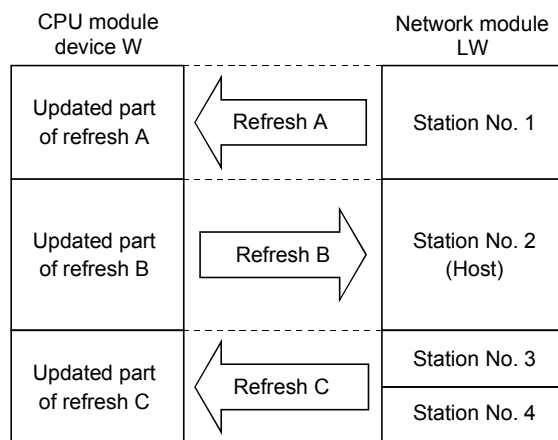 CPU module
device W
Network module
LW
Updated part
of refresh A
Refresh A
Station No. 1
Updated part
of refresh B
Refresh B
Station No. 2
(Host)
Updated part
of refresh C
Refresh C
Station No. 3
Station No. 4